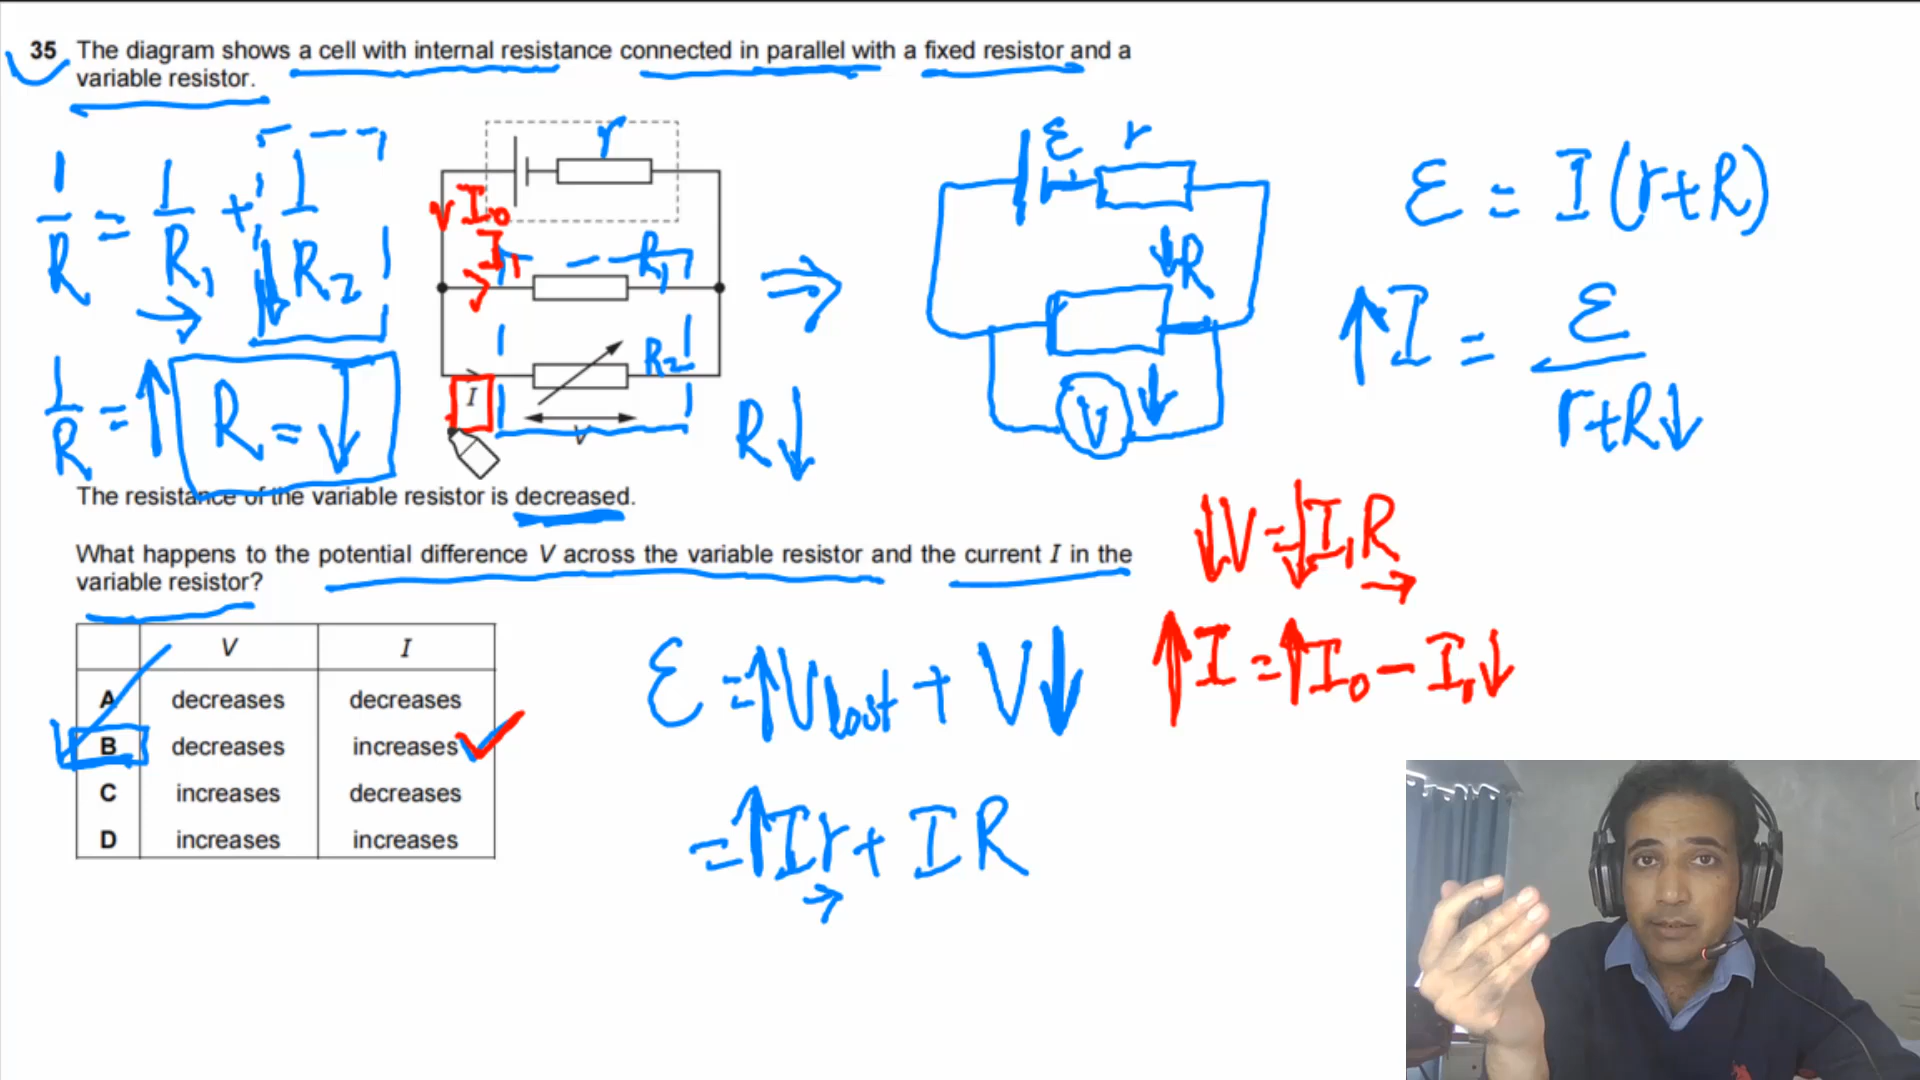 35 The diagram shows a cell with internal resistance connected in parallel with a fixed resistor and a
variable resistor.
1/R = 1/R₁ + 1/R₂
1/R = ↑ R = ↓
r
I₀
I₁
R₁
R₂
I
V
R↓
ε r
↓R
V ↓
ε = I(r+R)
↑I = ε/(r+R↓)
The resistance of the variable resistor is decreased.
What happens to the potential difference V across the variable resistor and the current I in the
variable resistor?
↓V = ↓I₁R
↑I = ↑I₀ − I₁↓
V I
A decreases decreases
B decreases increases
C increases decreases
D increases increases
ε = ↑V lost + V↓
= ↑Ir + IR